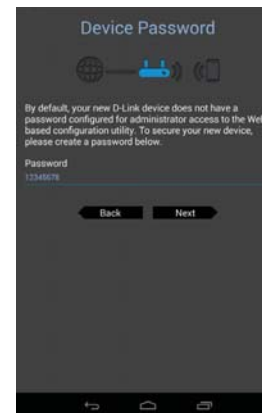 Device Password
By default, your new D-Link device does not have a
password configured for administrator access to the Web
based configuration utility. To secure your new device,
please create a password below.
Password
12345678
Back Next